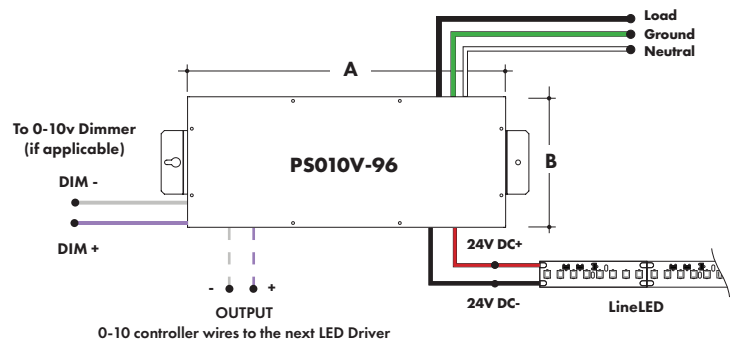 Load
Ground
Neutral
A
To 0-10v Dimmer
(if applicable)
PS010V-96
B
DIM -
DIM +
24V DC+
24V DC-
- +
OUTPUT
0-10 controller wires to the next LED Driver
LineLED